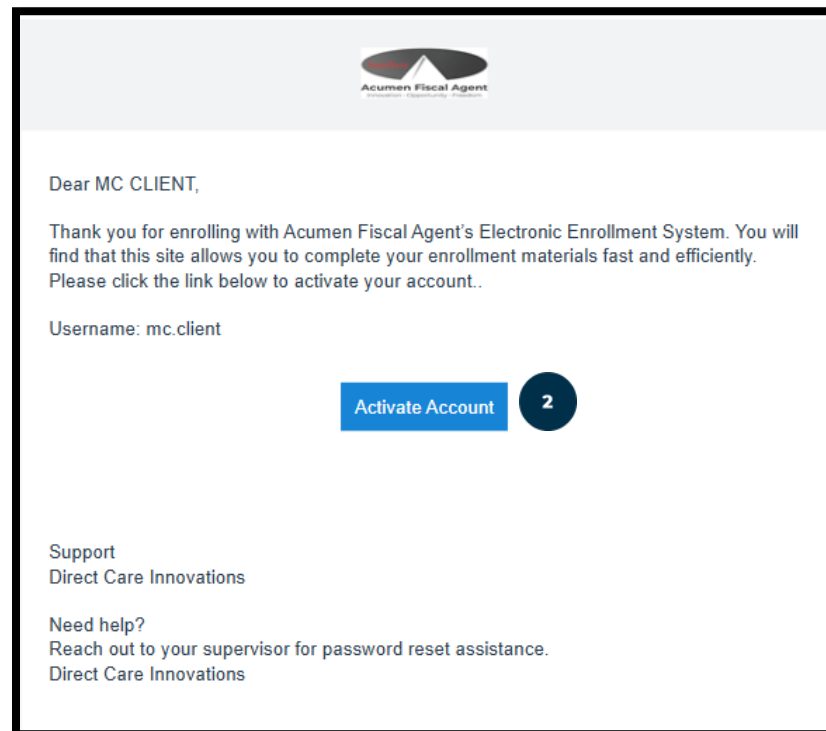 Acumen Fiscal Agent
Dear MC CLIENT,
Thank you for enrolling with Acumen Fiscal Agent’s Electronic Enrollment System. You will
find that this site allows you to complete your enrollment materials fast and efficiently.
Please click the link below to activate your account..
Username: mc.client
Activate Account
2
Support
Direct Care Innovations
Need help?
Reach out to your supervisor for password reset assistance.
Direct Care Innovations